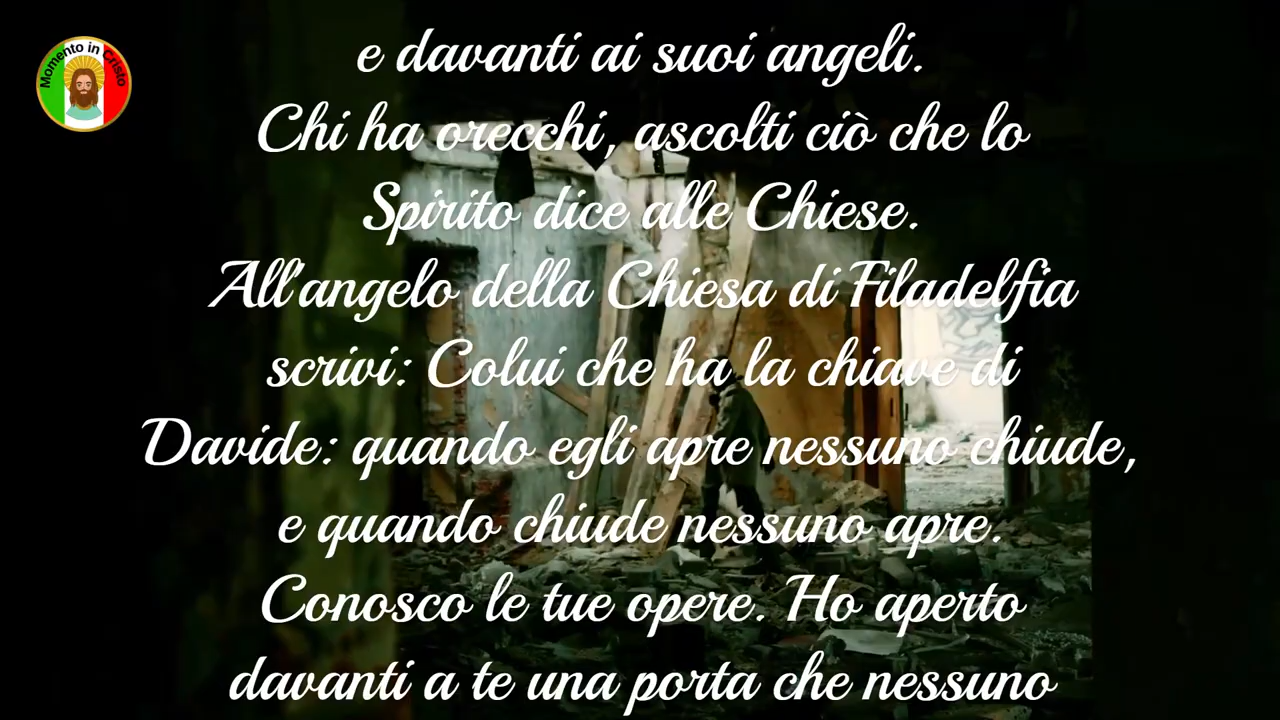 Momento in Cristo
e davanti ai suoi angeli.
Chi ha orecchi, ascolti ciò che lo
Spirito dice alle Chiese.
All'angelo della Chiesa di Filadelfia
scrivi: Colui che ha la chiave di
Davide: quando egli apre nessuno chiude,
e quando chiude nessuno apre.
Conosco le tue opere. Ho aperto
davanti a te una porta che nessuno